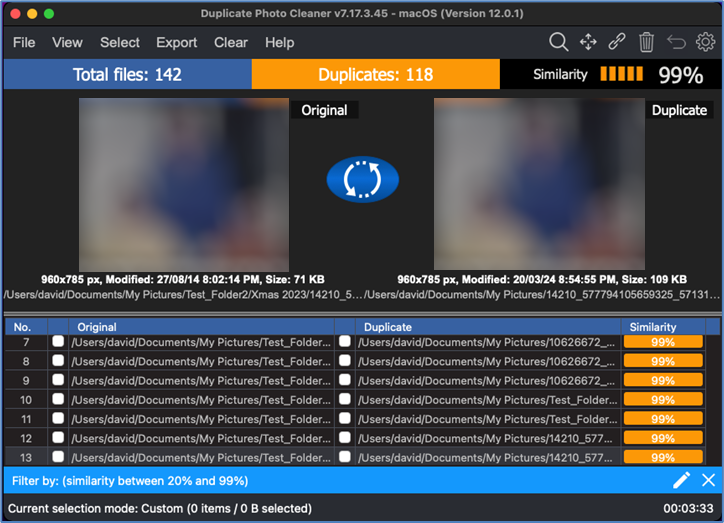 Duplicate Photo Cleaner v7.17.3.45 - macOS (Version 12.0.1)
File View Select Export Clear Help
Total files: 142 Duplicates: 118 Similarity 99%
Original Duplicate
960x785 px, Modified: 27/08/14 8:02:14 PM, Size: 71 KB 960x785 px, Modified: 20/03/24 8:54:55 PM, Size: 109 KB
/Users/david/Documents/My Pictures/Test_Folder2/Xmas 2023/14210_5... /Users/david/Documents/My Pictures/14210_577794105659325_57131...
No. Original Duplicate Similarity
7 /Users/david/Documents/My Pictures/Test_Folder... /Users/david/Documents/My Pictures/10626672_... 99%
8 /Users/david/Documents/My Pictures/Test_Folder... /Users/david/Documents/My Pictures/10626672_... 99%
9 /Users/david/Documents/My Pictures/Test_Folder... /Users/david/Documents/My Pictures/10626672_... 99%
10 /Users/david/Documents/My Pictures/Test_Folder... /Users/david/Documents/My Pictures/Test_Folder... 99%
11 /Users/david/Documents/My Pictures/Test_Folder... /Users/david/Documents/My Pictures/Test_Folder... 99%
12 /Users/david/Documents/My Pictures/Test_Folder... /Users/david/Documents/My Pictures/14210_577... 99%
13 /Users/david/Documents/My Pictures/Test_Folder... /Users/david/Documents/My Pictures/14210_577... 99%
Filter by: (similarity between 20% and 99%)
Current selection mode: Custom (0 items / 0 B selected) 00:03:33